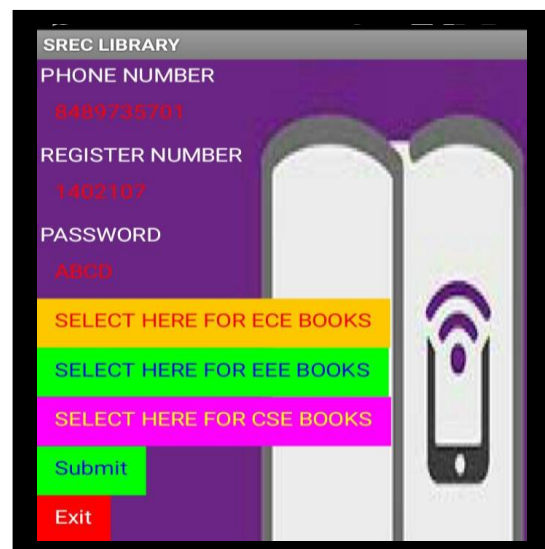 SREC LIBRARY
PHONE NUMBER
8489735701
REGISTER NUMBER
1402107
PASSWORD
ABCD
SELECT HERE FOR ECE BOOKS
SELECT HERE FOR EEE BOOKS
SELECT HERE FOR CSE BOOKS
Submit
Exit